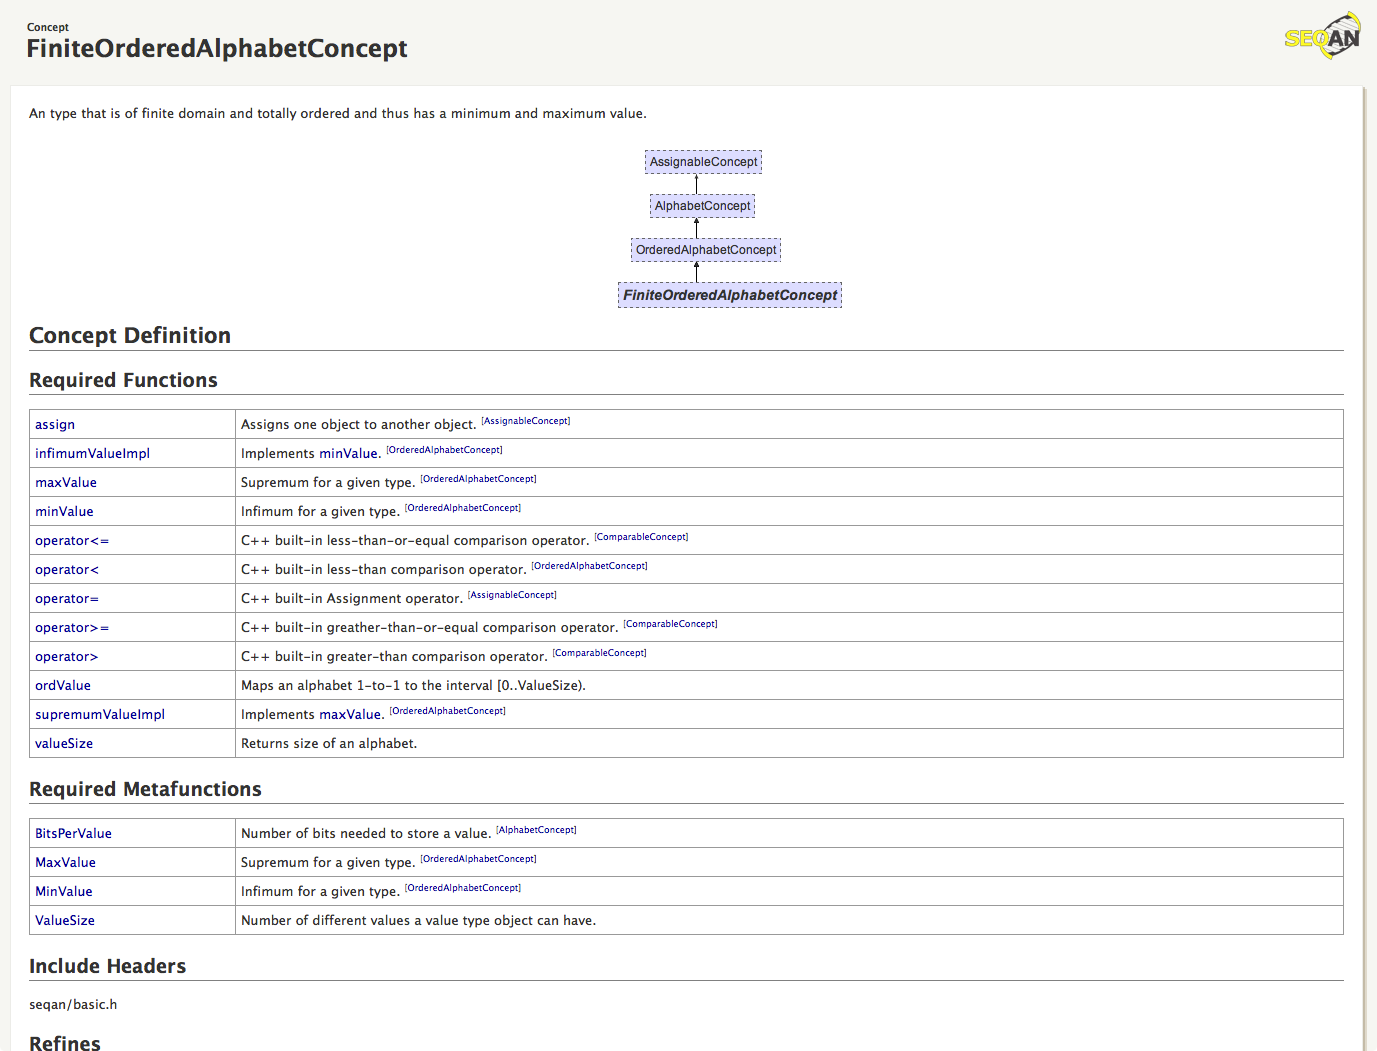 Concept
FiniteOrderedAlphabetConcept
SEQAN
An type that is of finite domain and totally ordered and thus has a minimum and maximum value.
AssignableConcept
AlphabetConcept
OrderedAlphabetConcept
FiniteOrderedAlphabetConcept
Concept Definition
Required Functions
assign Assigns one object to another object. [AssignableConcept]
infimumValueImpl Implements minValue. [OrderedAlphabetConcept]
maxValue Supremum for a given type. [OrderedAlphabetConcept]
minValue Infimum for a given type. [OrderedAlphabetConcept]
operator<= C++ built-in less-than-or-equal comparison operator. [ComparableConcept]
operator< C++ built-in less-than comparison operator. [OrderedAlphabetConcept]
operator= C++ built-in Assignment operator. [AssignableConcept]
operator>= C++ built-in greather-than-or-equal comparison operator. [ComparableConcept]
operator> C++ built-in greater-than comparison operator. [ComparableConcept]
ordValue Maps an alphabet 1-to-1 to the interval [0..ValueSize).
supremumValueImpl Implements maxValue. [OrderedAlphabetConcept]
valueSize Returns size of an alphabet.
Required Metafunctions
BitsPerValue Number of bits needed to store a value. [AlphabetConcept]
MaxValue Supremum for a given type. [OrderedAlphabetConcept]
MinValue Infimum for a given type. [OrderedAlphabetConcept]
ValueSize Number of different values a value type object can have.
Include Headers
seqan/basic.h
Refines